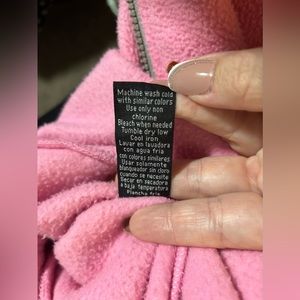 Machine wash cold
with similar colors
Use only non
chlorine
Bleach when needed
Tumble dry low
Cool iron
Lavar en lavadora
con agua fria
con colores similares
Usar solamente
blanqueador sin cloro
cuando se necesite
Secar en secadora
a baja temperatura
Plancha fria